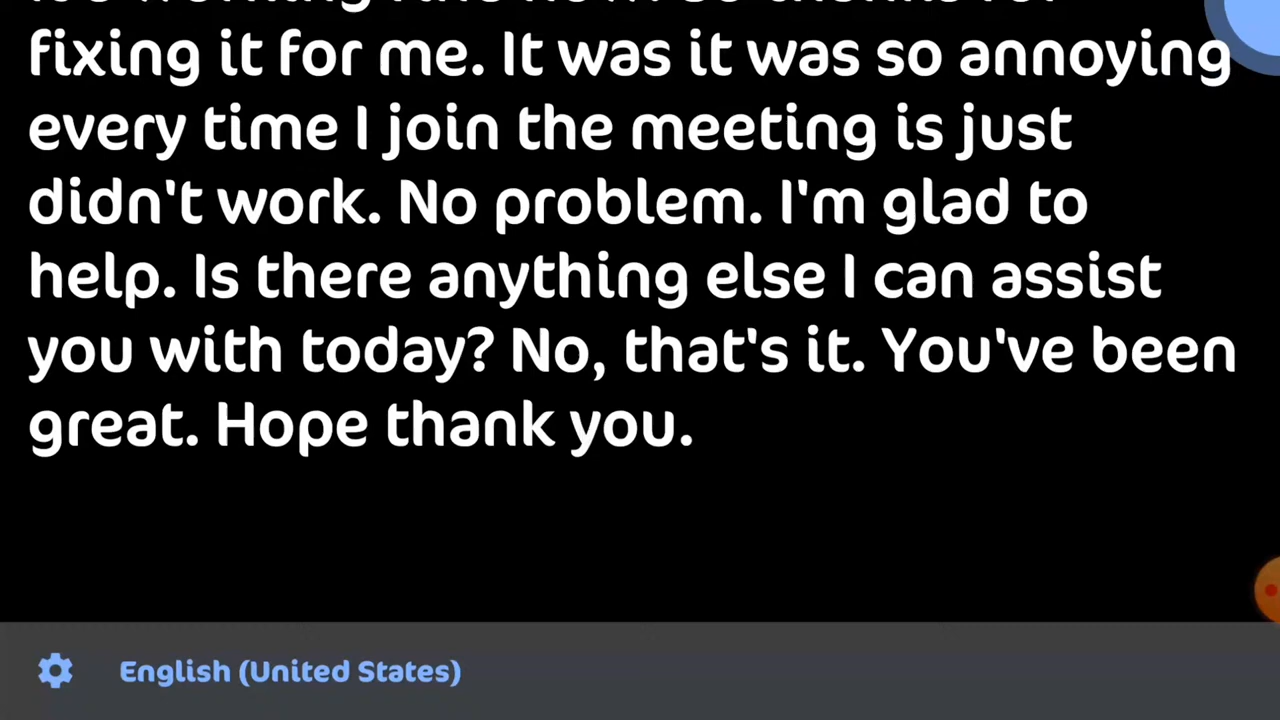 fixing it for me. It was it was so annoying
every time I join the meeting is just
didn't work. No problem. I'm glad to
help. Is there anything else I can assist
you with today? No, that's it. You've been
great. Hope thank you.
English (United States)